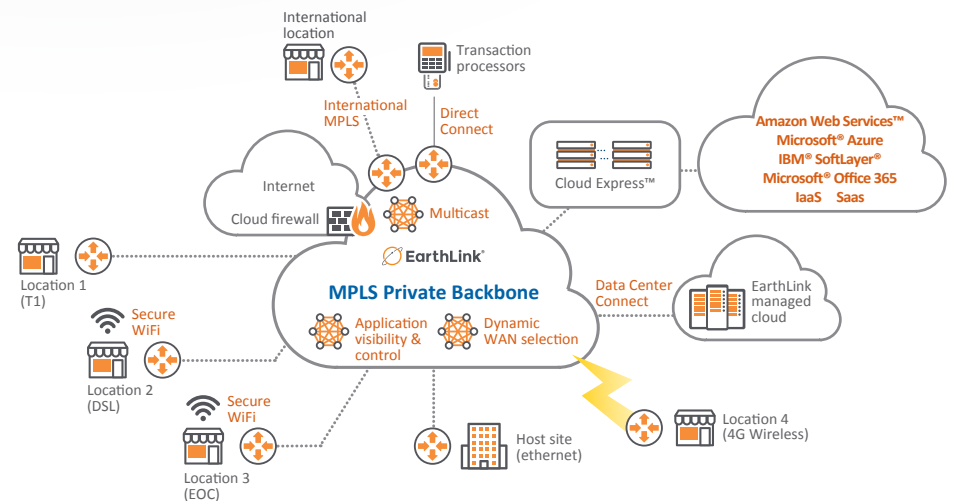 International
location
Transaction
processors
International
MPLS
Direct
Connect
Amazon Web Services™
Microsoft® Azure
IBM® SoftLayer®
Microsoft® Office 365
IaaS Saas
Cloud Express™
Internet
Cloud firewall
Multicast
EarthLink®
MPLS Private Backbone
Application
visibility &
control
Dynamic
WAN selection
Data Center
Connect
EarthLink
managed
cloud
Location 1
(T1)
Secure
WiFi
Location 2
(DSL)
Secure
WiFi
Location 3
(EOC)
Host site
(ethernet)
Location 4
(4G Wireless)